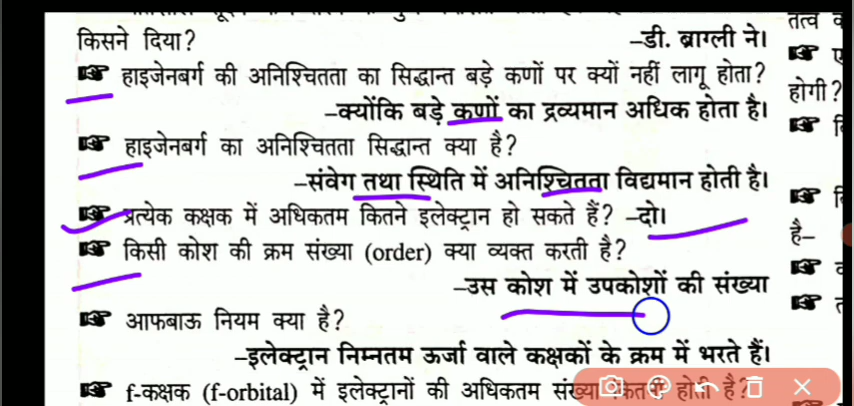 किसने दिया?
–डी. ब्राग्ली ने।
हाइजेनबर्ग की अनिश्चितता का सिद्धान्त बड़े कणों पर क्यों नहीं लागू होता?
–क्योंकि बड़े कणों का द्रव्यमान अधिक होता है।
हाइजेनबर्ग का अनिश्चितता सिद्धान्त क्या है?
–संवेग तथा स्थिति में अनिश्चितता विद्यमान होती है।
प्रत्येक कक्षक में अधिकतम कितने इलेक्ट्रान हो सकते हैं? –दो।
किसी कोश की क्रम संख्या (order) क्या व्यक्त करती है?
–उस कोश में उपकोशों की संख्या
आफबाऊ नियम क्या है?
–इलेक्ट्रान निम्नतम ऊर्जा वाले कक्षकों के क्रम में भरते हैं।
f-कक्षक (f-orbital) में इलेक्ट्रानों की अधिकतम संख्या कितनी होती है?
तत्व
होगी?
है–